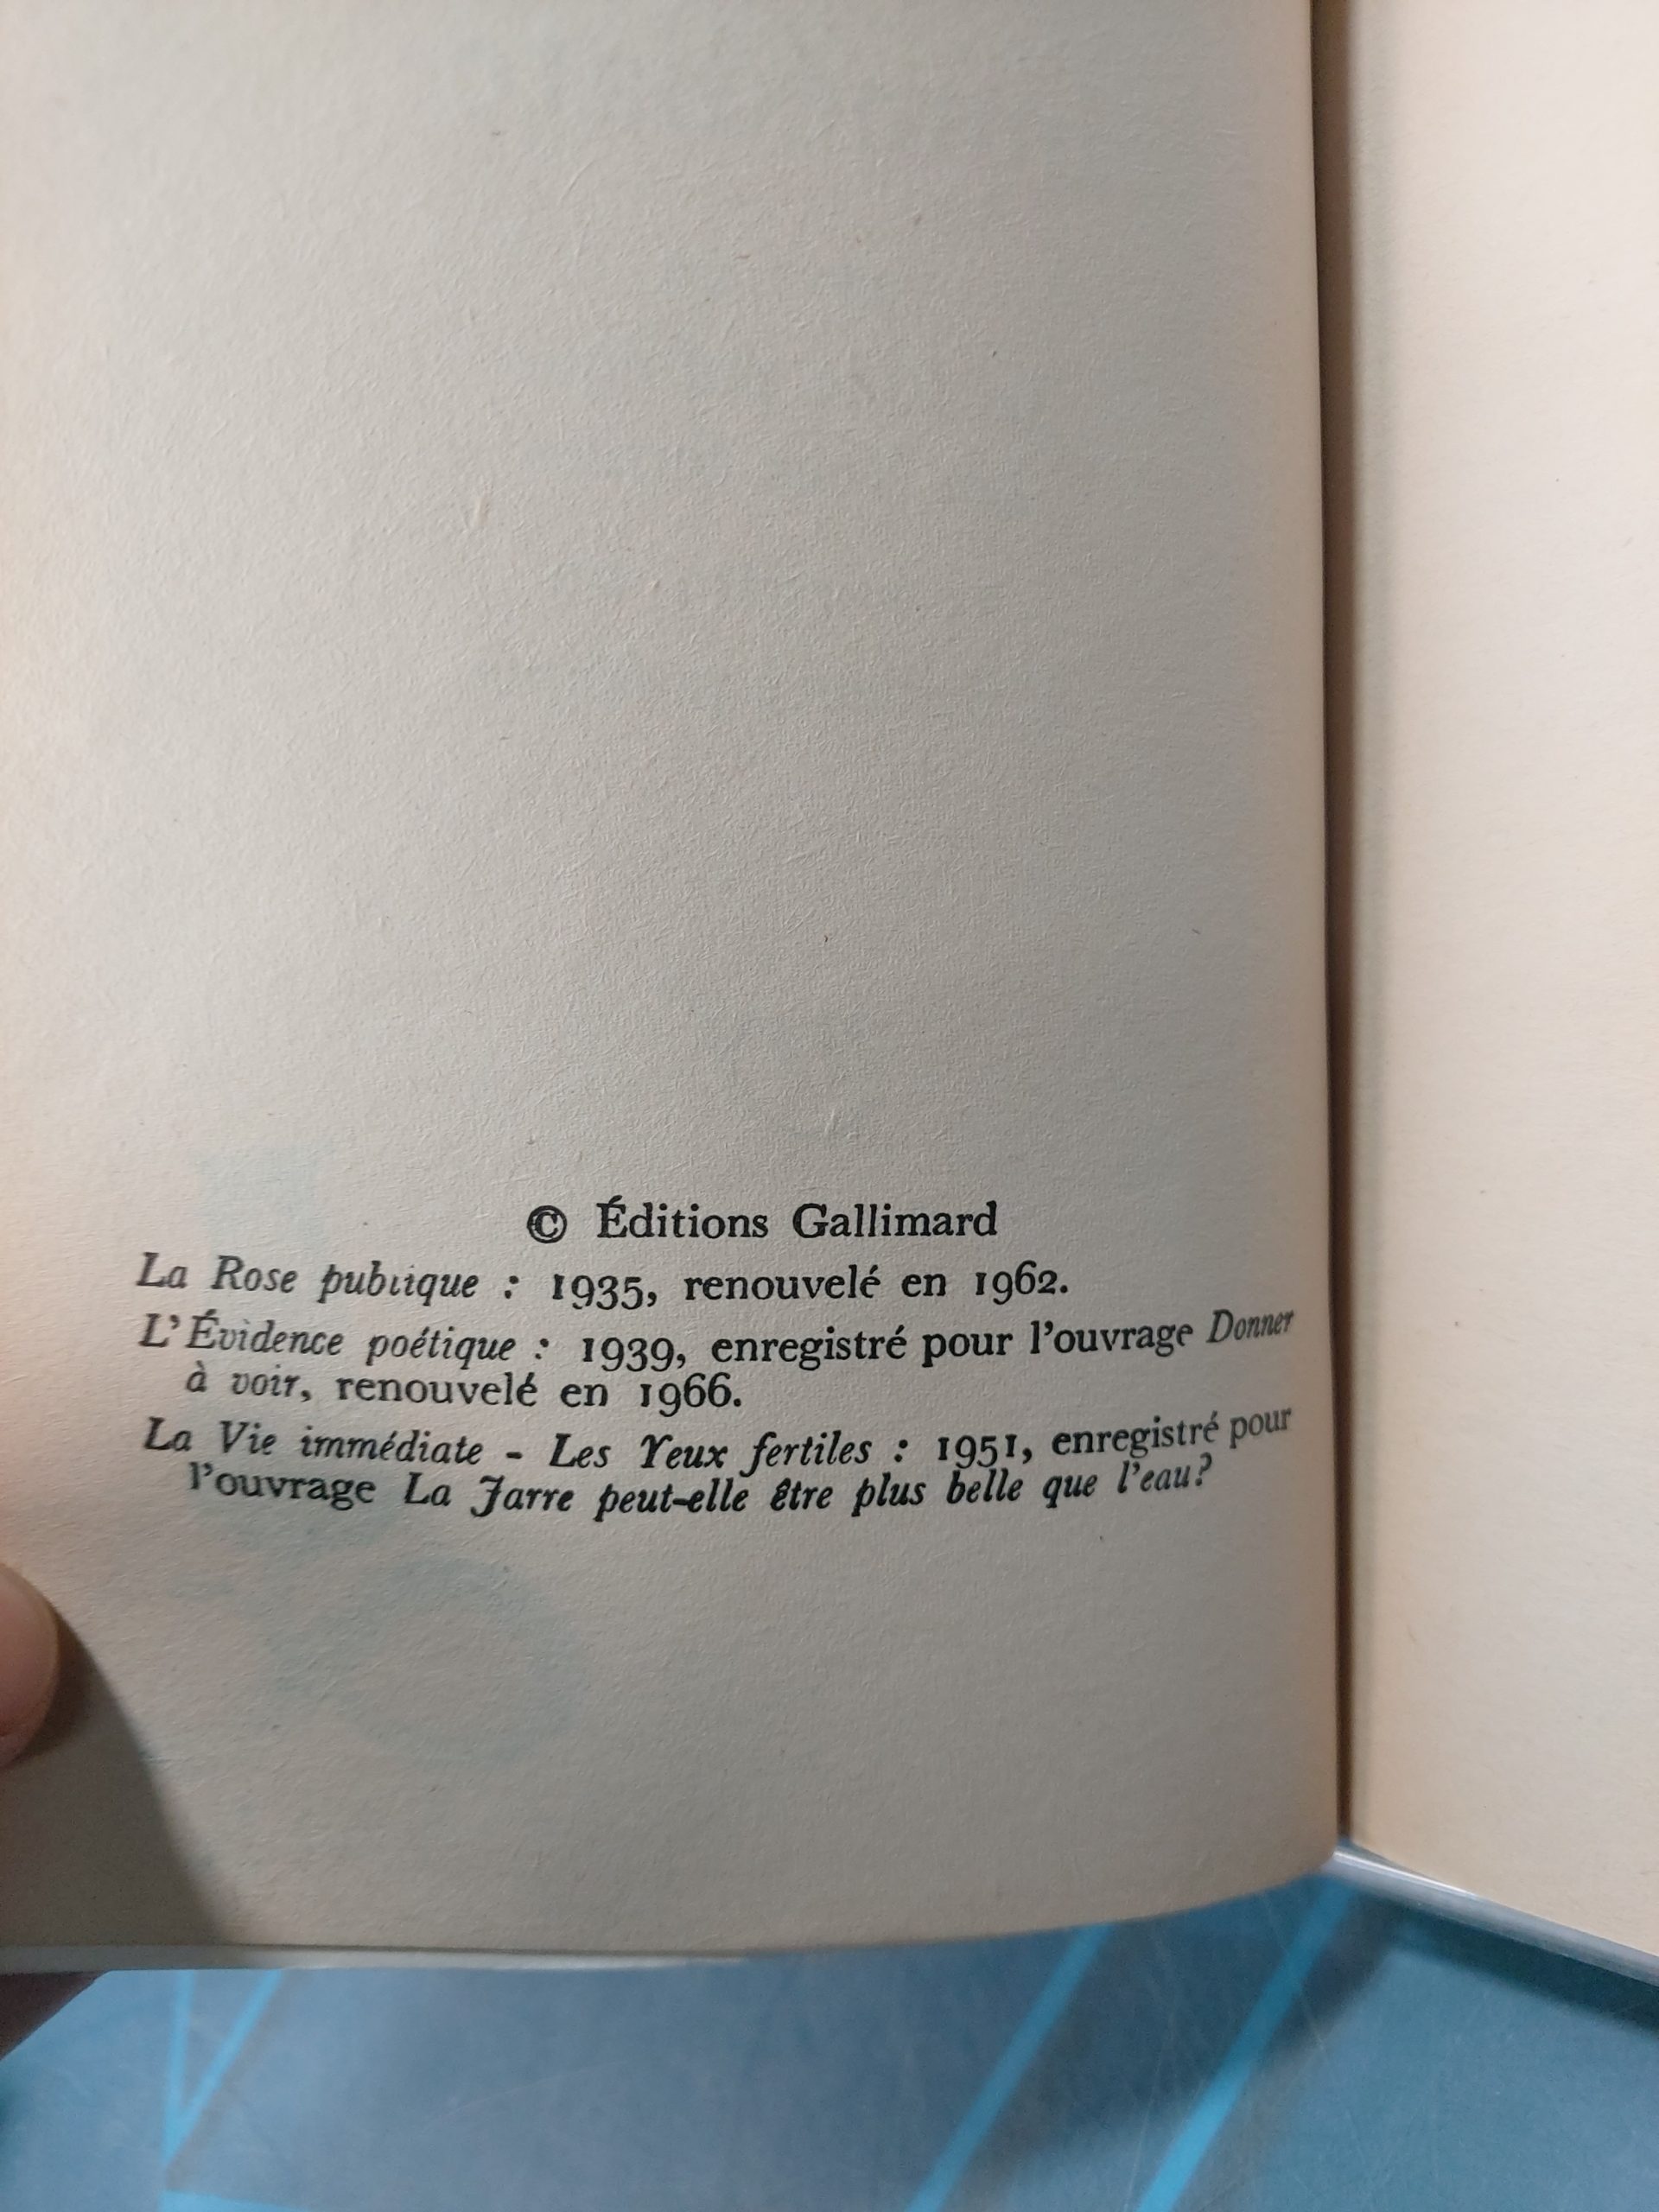 © Éditions Gallimard
La Rose publique : 1935, renouvelé en 1962.
L'Évidence poétique : 1939, enregistré pour l'ouvrage Donner
à voir, renouvelé en 1966.
La Vie immédiate - Les Yeux fertiles : 1951, enregistré pour
l'ouvrage La Jarre peut-elle être plus belle que l'eau?